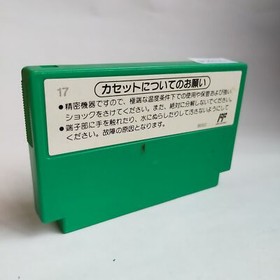 17
カセットについてのお願い
●精密機器ですので、極端な温度条件下での使用や保管および強い
ショックをさけてください。また、絶対に分解しないでください。
●端子部に手を触れたり、水にぬらしたりして汚さないようにして
ください。故障の原因となります。
FF